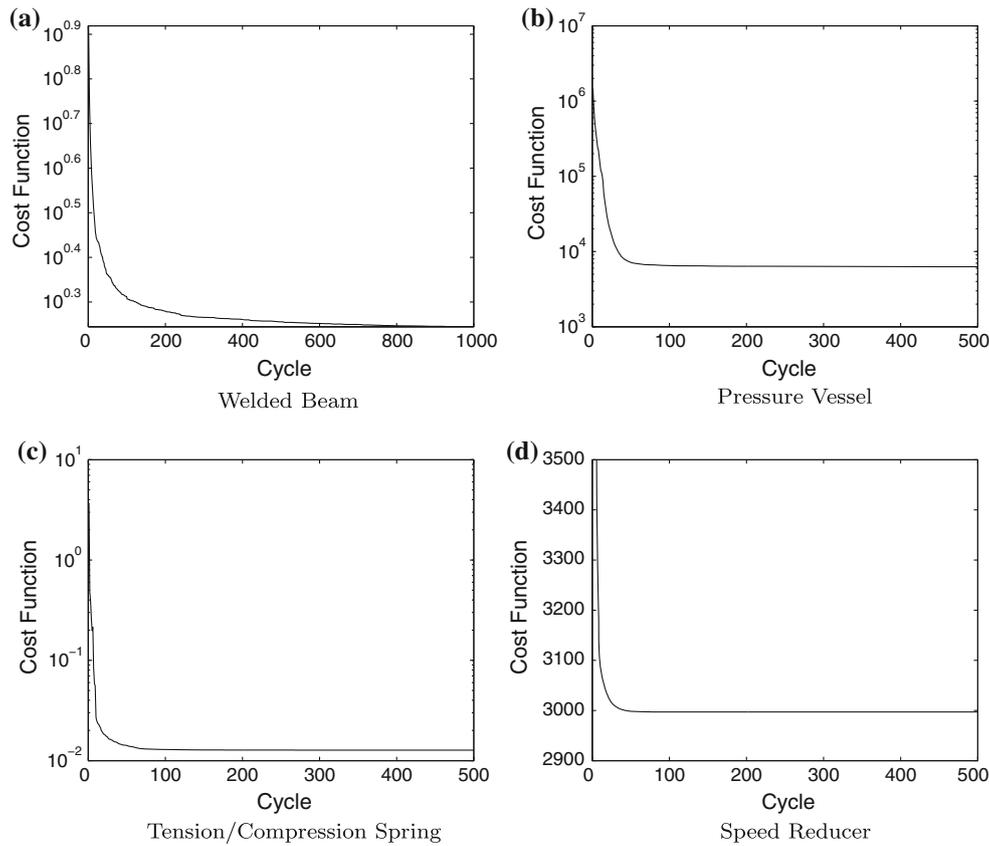 (a)
10^0.9
10^0.8
10^0.7
10^0.6
10^0.5
10^0.4
10^0.3
Cost Function
0 200 400 600 800 1000
Cycle
Welded Beam
(b)
10^7
10^6
10^5
10^4
10^3
Cost Function
0 100 200 300 400 500
Cycle
Pressure Vessel
(c)
10^1
10^0
10^-1
10^-2
Cost Function
0 100 200 300 400 500
Cycle
Tension/Compression Spring
(d)
3500
3400
3300
3200
3100
3000
2900
Cost Function
0 100 200 300 400 500
Cycle
Speed Reducer